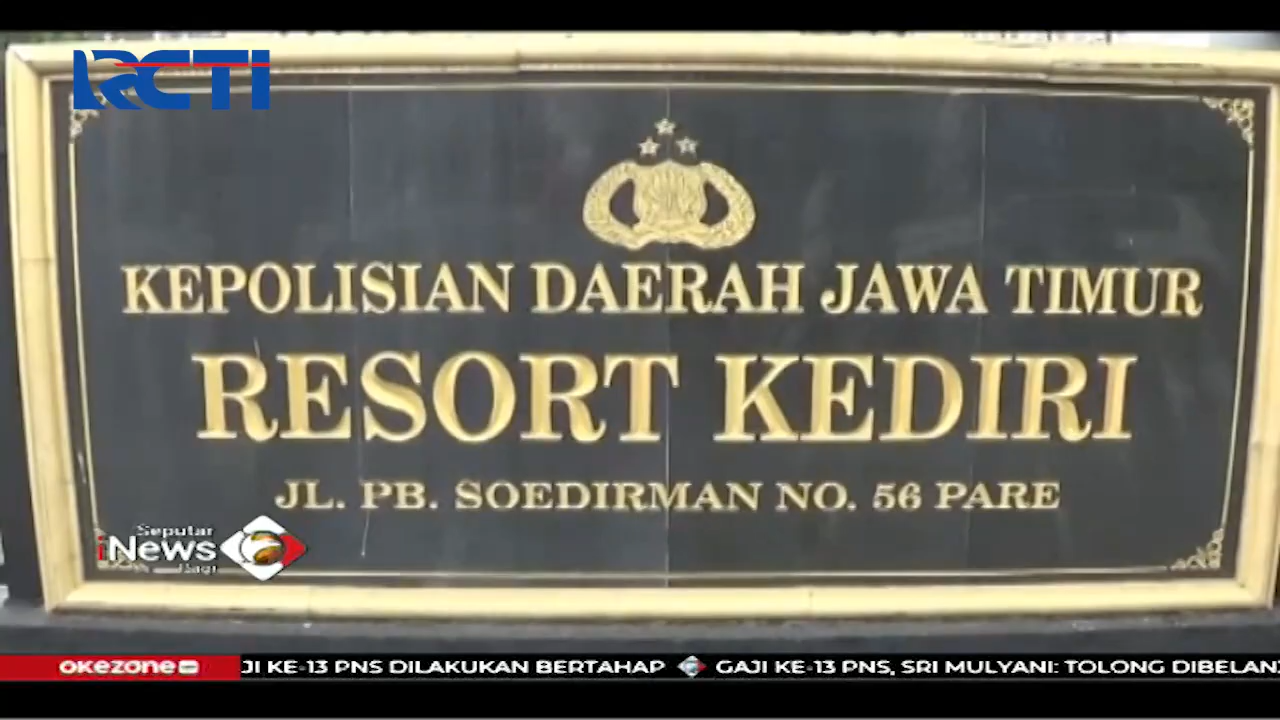 RCTI
KEPOLISIAN DAERAH JAWA TIMUR
RESORT KEDIRI
JL. PB. SOEDIRMAN NO. 56 PARE
Seputar
iNews
Pagi
OKEZONE
JI KE-13 PNS DILAKUKAN BERTAHAP
GAJI KE-13 PNS, SRI MULYANI: TOLONG DIBELAN